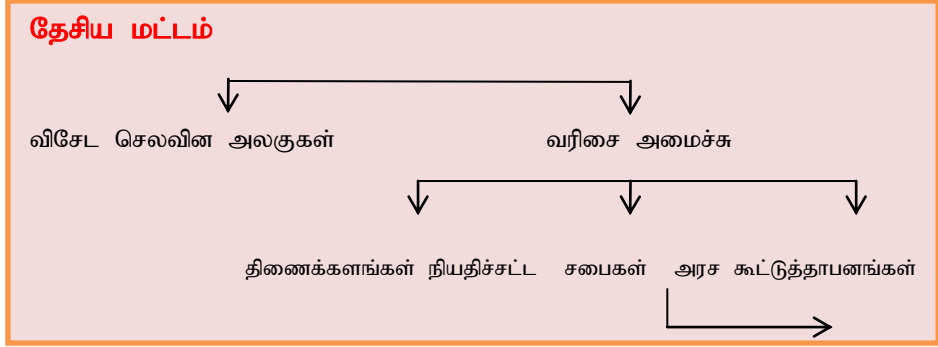 தேசிய மட்டம்
விசேட செலவின அலகுகள் வரிசை அமைச்சு
திணைக்களங்கள் நியதிச்சட்ட சபைகள் அரச கூட்டுத்தாபனங்கள்